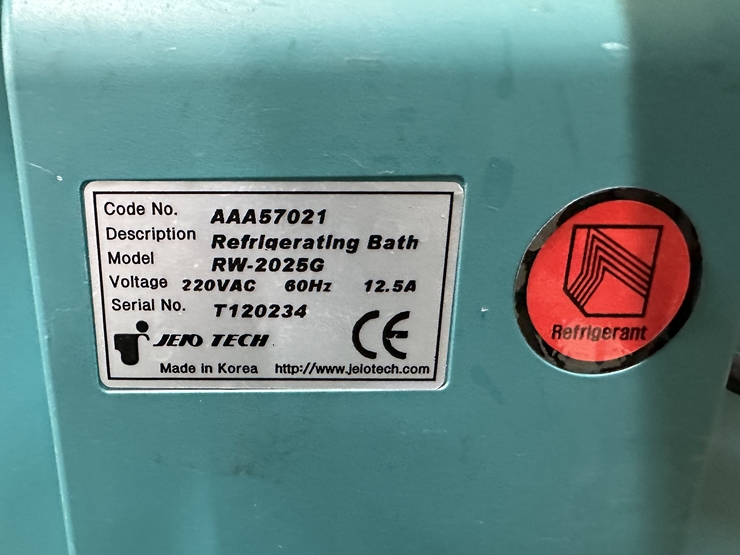 Code No. AAA57021
Description Refrigerating Bath
Model RW-2025G
Voltage 220VAC 60Hz 12.5A
Serial No. T120234
JEIO TECH CE
Made in Korea http://www.jeiotech.com
Refrigerant